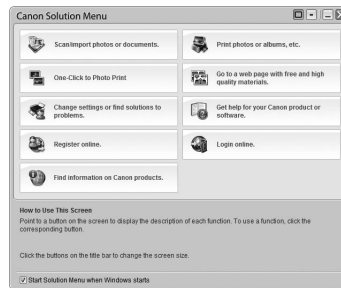 Canon Solution Menu
Scan/Import photos or documents.
Print photos or albums, etc.
One-Click to Photo Print
Go to a web page with free and high
quality materials.
Change settings or find solutions to
problems.
Get help for your Canon product or
software.
Register online.
Login online.
Find information on Canon products.
How to Use This Screen
Point to a button on the screen to display the description of each function. To use a function, click the
corresponding button.
Click the buttons on the title bar to change the screen size.
Start Solution Menu when Windows starts